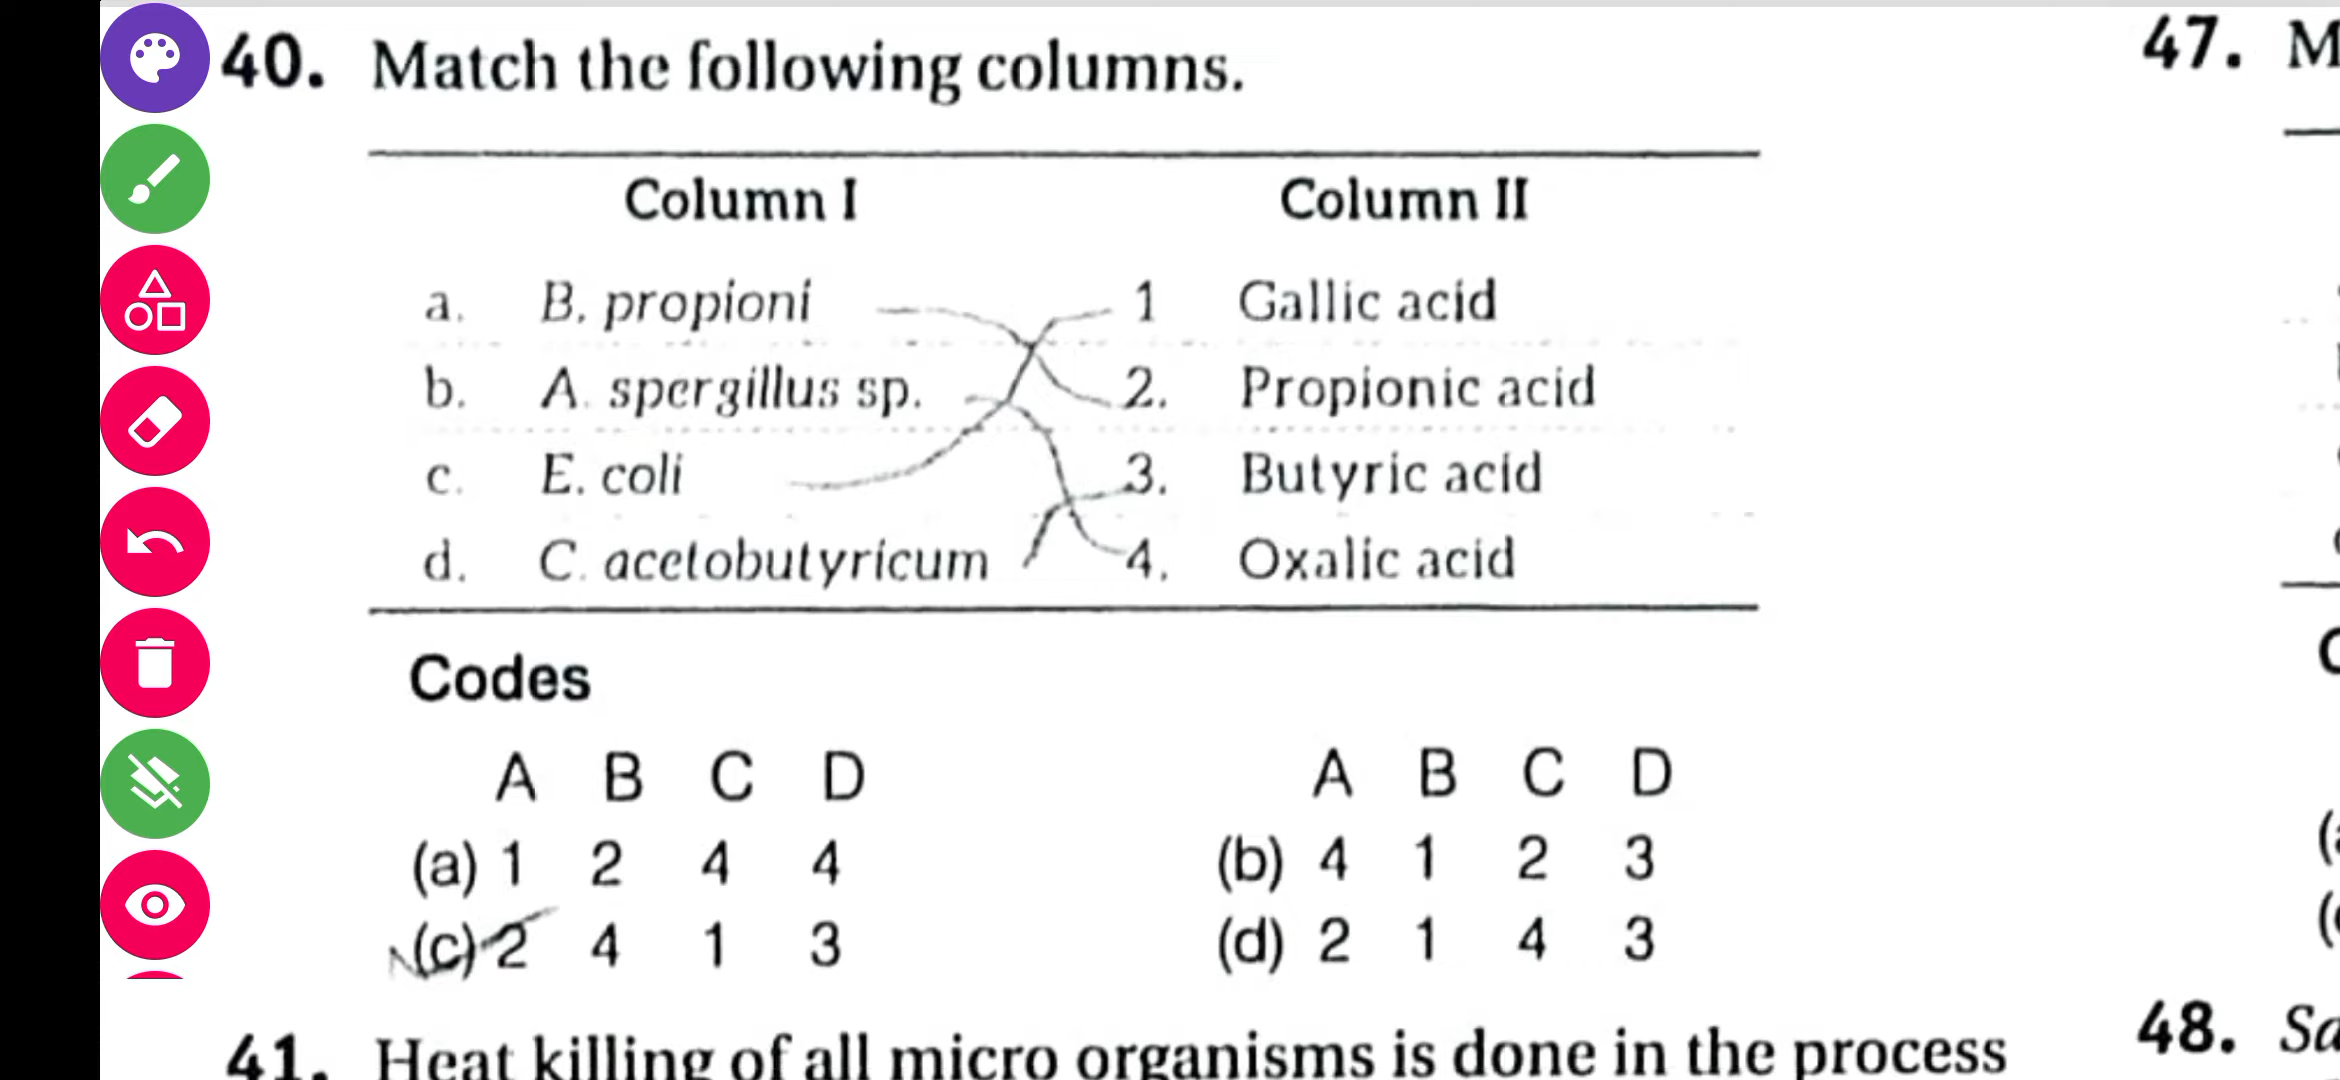 40. Match the following columns.
Column I Column II
a. B. propioni 1 Gallic acid
b. A. spergillus sp. 2. Propionic acid
c. E. coli 3. Butyric acid
d. C. acetobutyricum 4. Oxalic acid
Codes
A B C D
(a) 1 2 4 4
(c) 2 4 1 3
A B C D
(b) 4 1 2 3
(d) 2 1 4 3
41. Heat killing of all micro organisms is done in the process
47. M
48. Sa